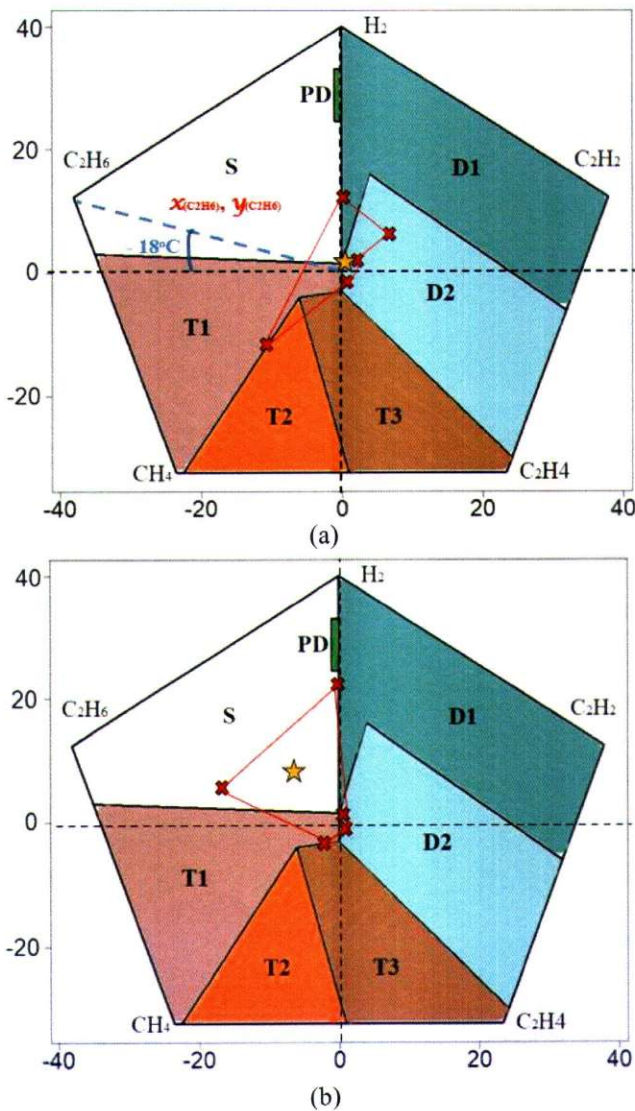 40
H₂
PD
C₂H₆
S
D1
C₂H₂
20
x(C2H6), y(C2H6)
18°C
0
T1
D2
-20
T2
T3
CH₄
C₂H4
-40
-20
0
20
40
(a)
40
H₂
PD
C₂H₆
S
D1
C₂H₂
20
0
T1
D2
-20
T2
T3
CH₄
C₂H4
-40
-20
0
20
40
(b)